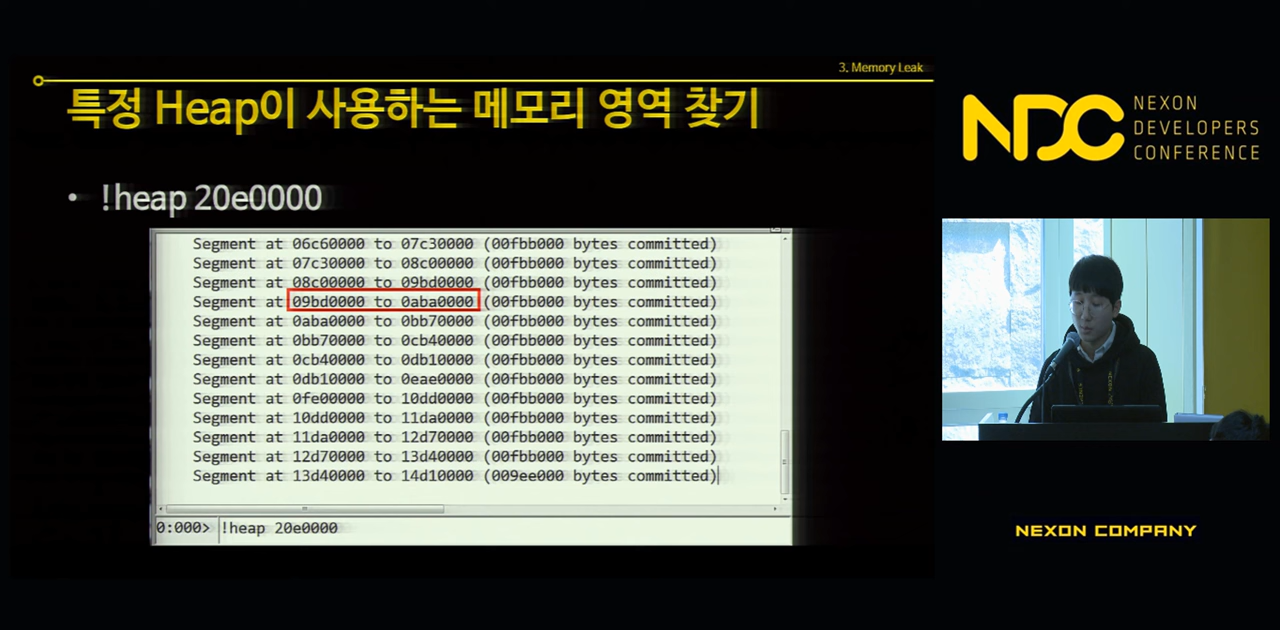 3. Memory Leak
특정 Heap이 사용하는 메모리 영역 찾기
• !heap 20e0000
Segment at 06c60000 to 07c30000 (00fbb000 bytes committed)
Segment at 07c30000 to 08c00000 (00fbb000 bytes committed)
Segment at 08c00000 to 09bd0000 (00fbb000 bytes committed)
Segment at 09bd0000 to 0aba0000 (00fbb000 bytes committed)
Segment at 0aba0000 to 0bb70000 (00fbb000 bytes committed)
Segment at 0bb70000 to 0cb40000 (00fbb000 bytes committed)
Segment at 0cb40000 to 0db10000 (00fbb000 bytes committed)
Segment at 0db10000 to 0eae0000 (00fbb000 bytes committed)
Segment at 0fe00000 to 10dd0000 (00fbb000 bytes committed)
Segment at 10dd0000 to 11da0000 (00fbb000 bytes committed)
Segment at 11da0000 to 12d70000 (00fbb000 bytes committed)
Segment at 12d70000 to 13d40000 (00fbb000 bytes committed)
Segment at 13d40000 to 14d10000 (009ee000 bytes committed)
0:000> !heap 20e0000
NDC
NEXON
DEVELOPERS
CONFERENCE
NEXON COMPANY